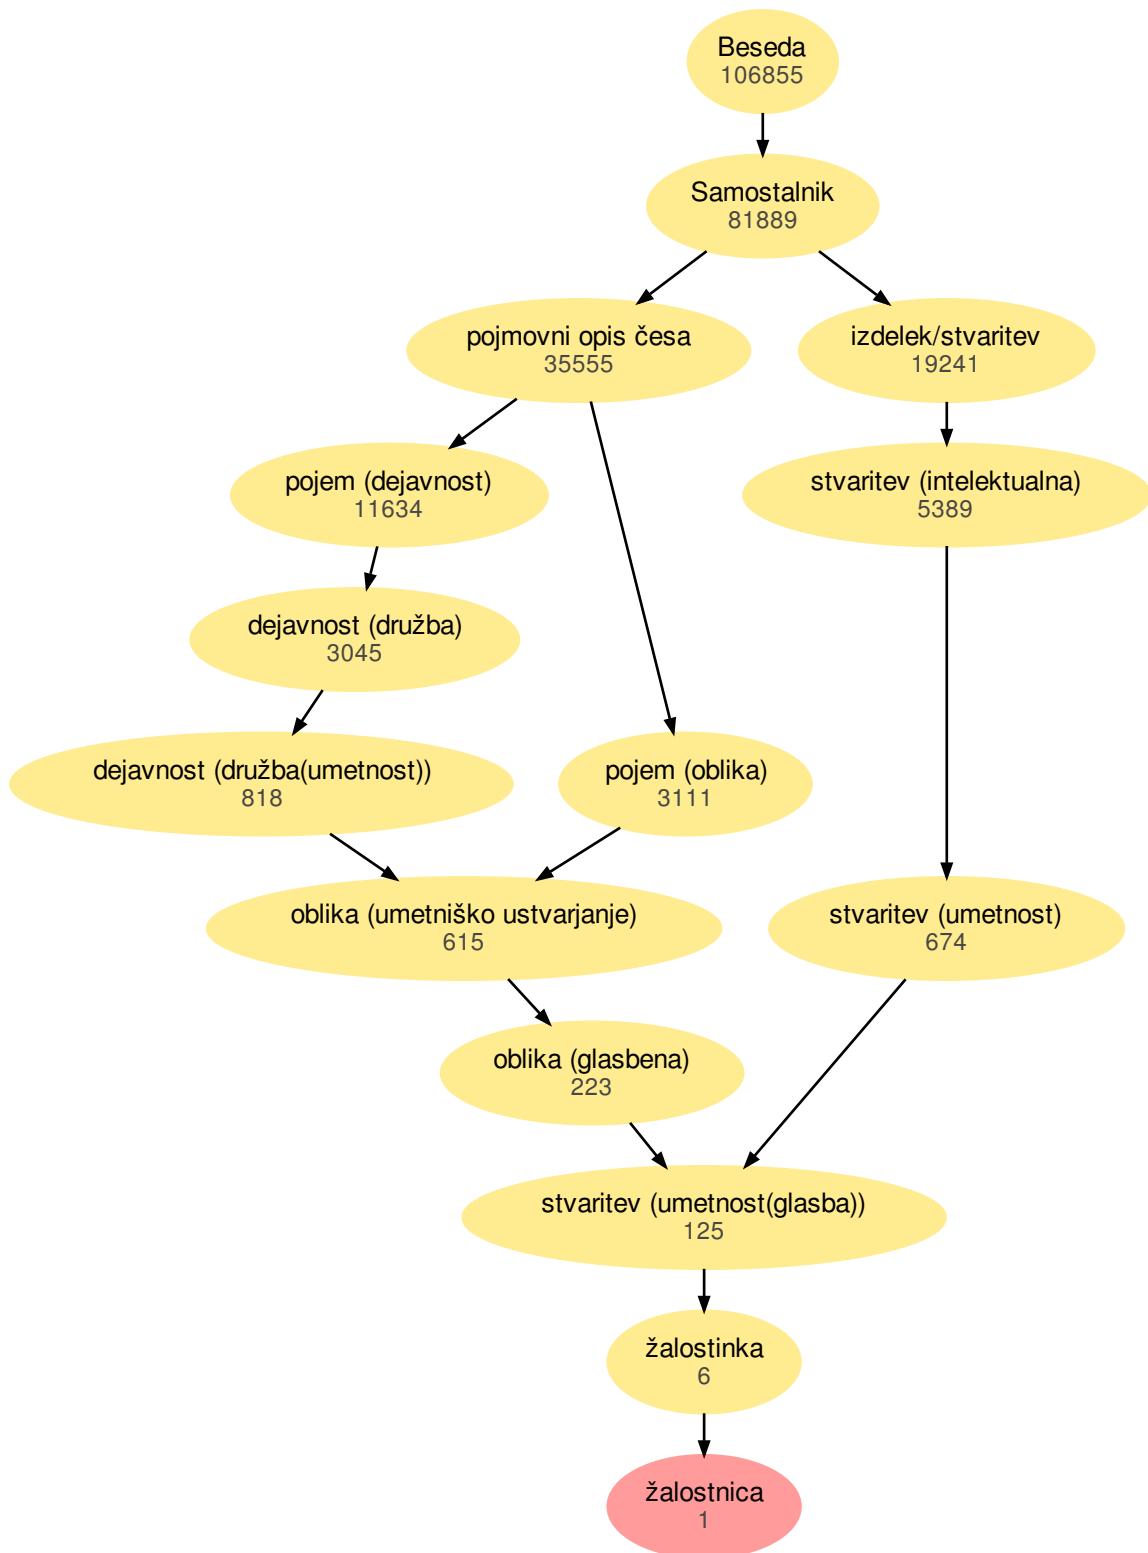 Beseda
106855
Samostalnik
81889
pojmovni opis česa
35555
izdelek/stvaritev
19241
pojem (dejavnost)
11634
stvaritev (intelektualna)
5389
dejavnost (družba)
3045
dejavnost (družba(umetnost))
818
pojem (oblika)
3111
oblika (umetniško ustvarjanje)
615
stvaritev (umetnost)
674
oblika (glasbena)
223
stvaritev (umetnost(glasba))
125
žalostinka
6
žalostnica
1